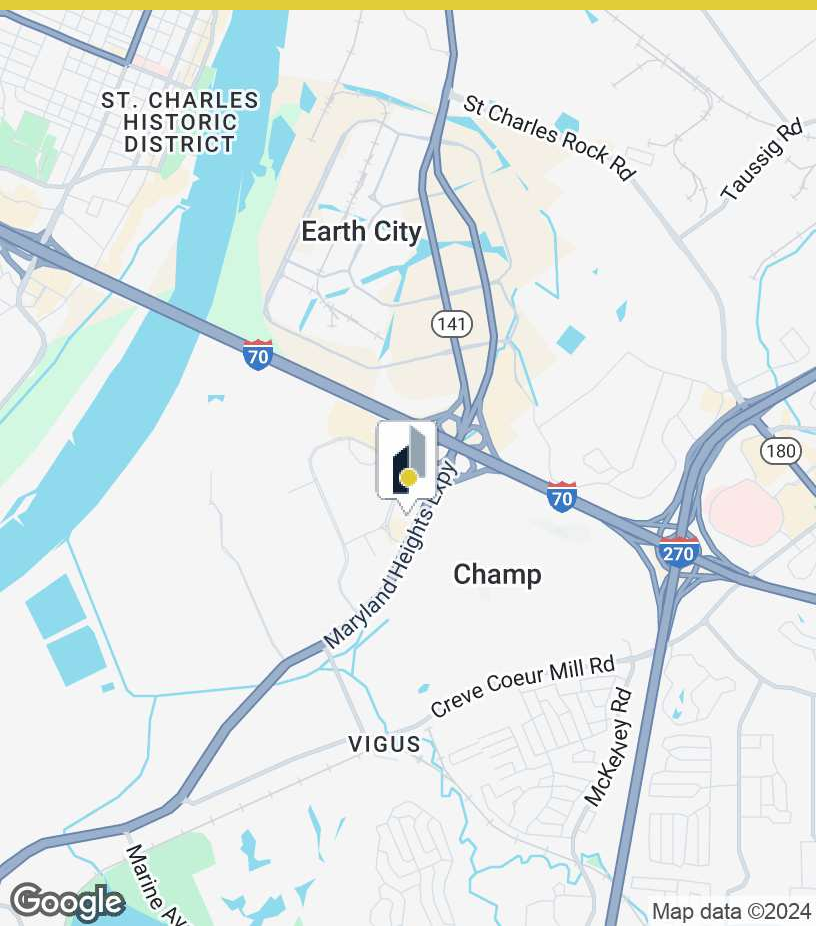 ST. CHARLES
HISTORIC
DISTRICT
St Charles Rock Rd
Taussig Rd
Earth City
141
70
180
70
Maryland Heights Expy
270
Champ
Creve Coeur Mill Rd
McKelvey Rd
VIGUS
Marine Av
Google
Map data ©2024